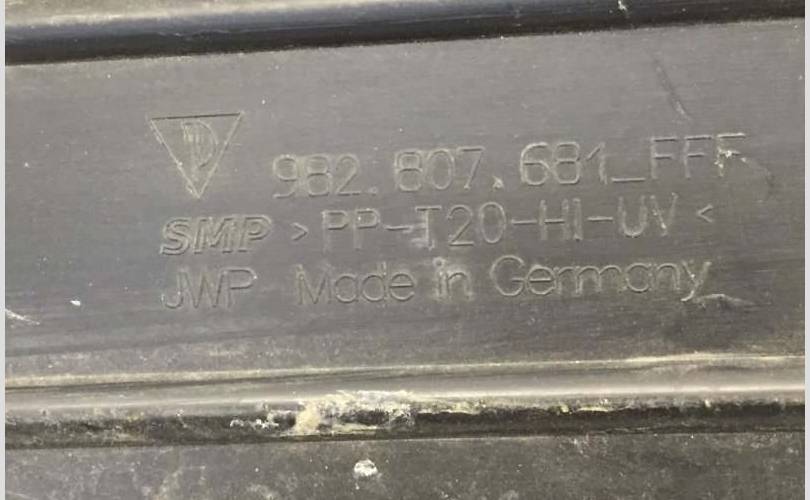 982.807.681_FFF
SMP >PP-T20-HI-UV<
JWP Made in Germany